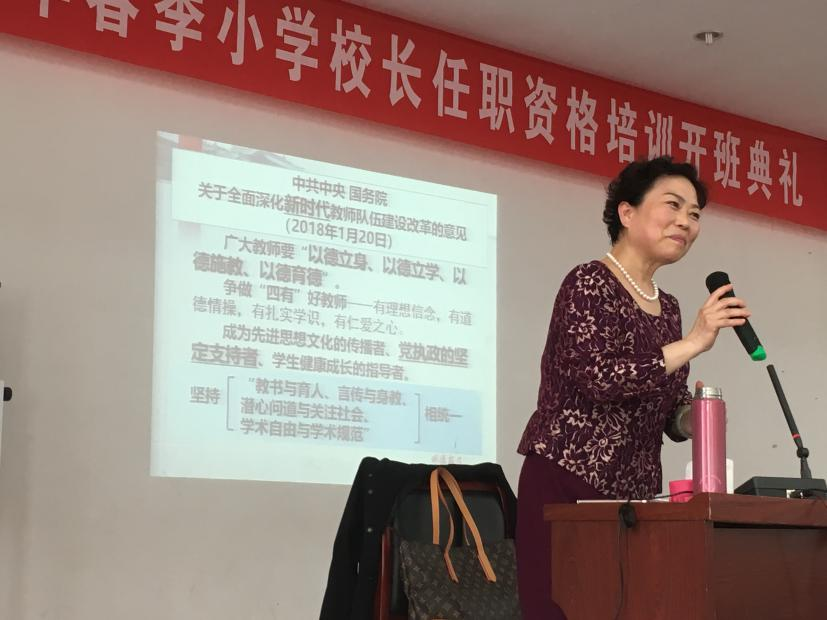 年春季小学校长任职资格培训开班典礼
中共中央 国务院
关于全面深化新时代教师队伍建设改革的意见
（2018年1月20日）
广大教师要“以德立身、以德立学、以
德施教、以德育德”。
争做“四有”好教师——有理想信念，有道
德情操，有扎实学识，有仁爱之心。
成为先进思想文化的传播者、党执政的坚
定支持者、学生健康成长的指导者。
坚持
“教书与育人、言传与身教、
潜心问道与关注社会、
学术自由与学术规范”
相统一